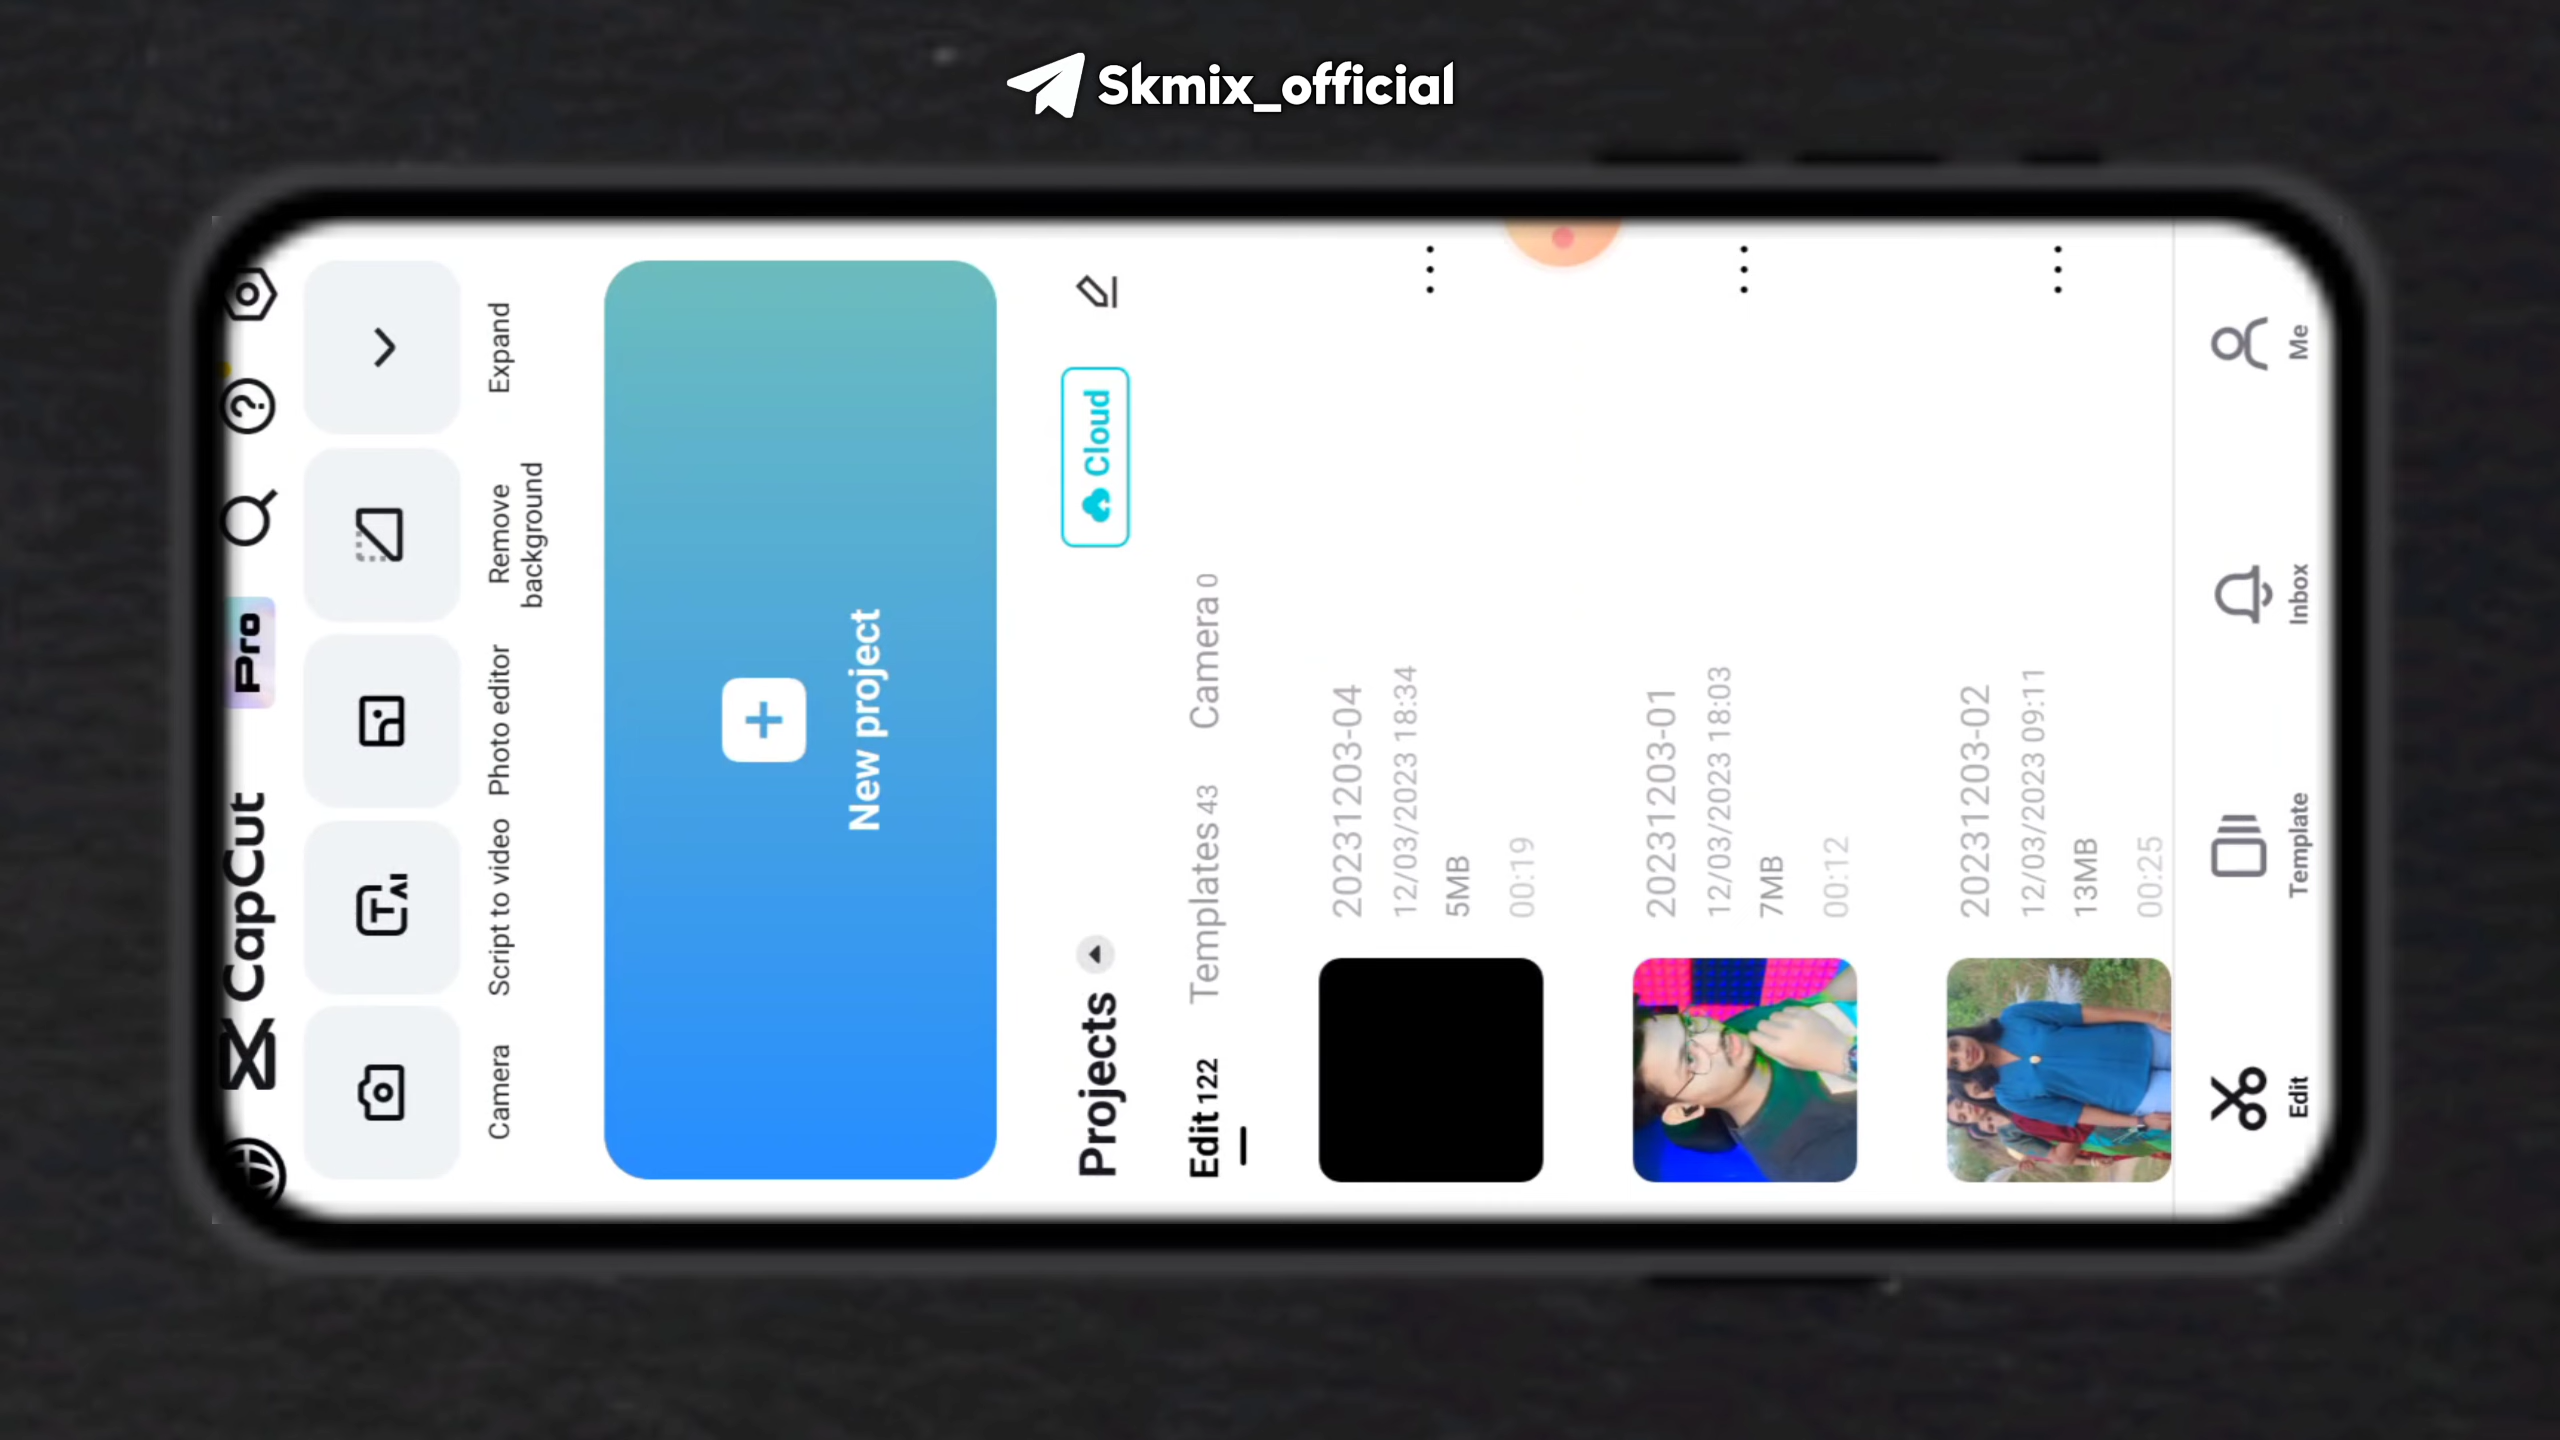 Skmix_official
CapCut
Pro
Camera
Script to video
Photo editor
Remove
background
Expand
New project
Projects
Cloud
Edit 122
Templates 43
Camera 0
20231203-04
12/03/2023 18:34
5MB
00:19
20231203-01
12/03/2023 18:03
7MB
00:12
20231203-02
12/03/2023 09:11
13MB
00:25
Edit
Template
Inbox
Me